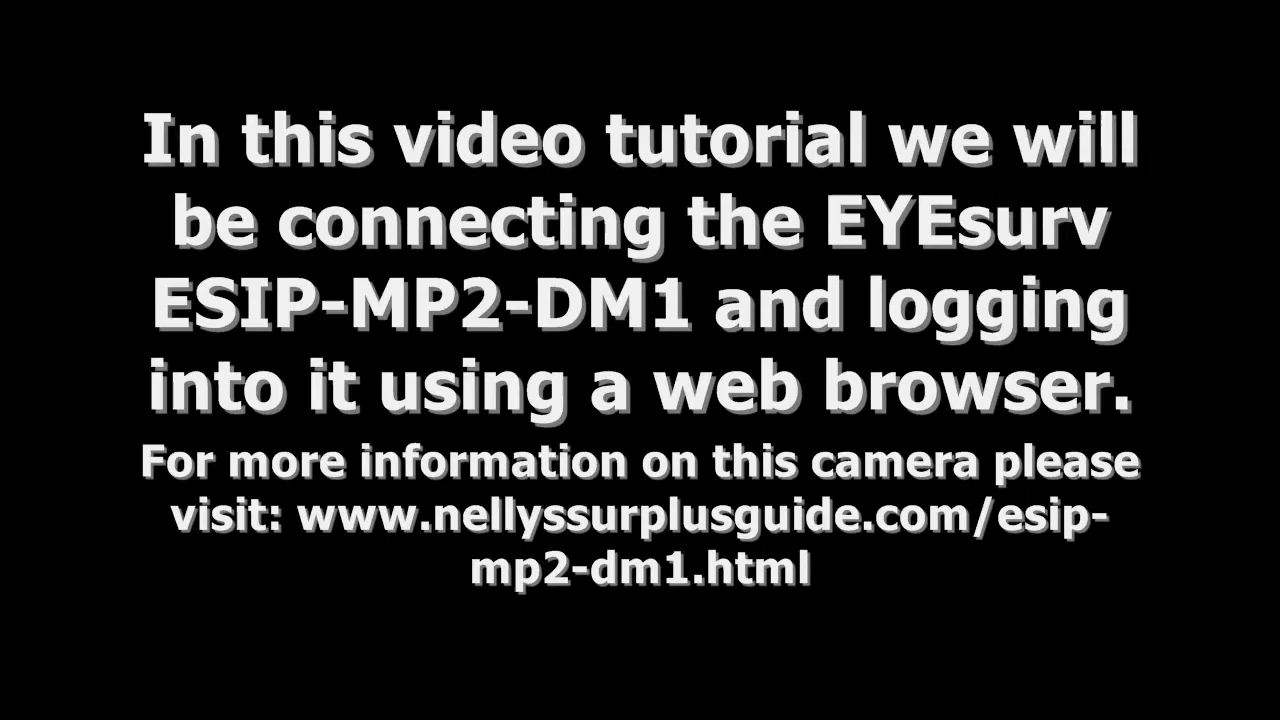 In this video tutorial we will
be connecting the EYEsurv
ESIP-MP2-DM1 and logging
into it using a web browser.
For more information on this camera please
visit: www.nellyssurplusguide.com/esip-
mp2-dm1.html